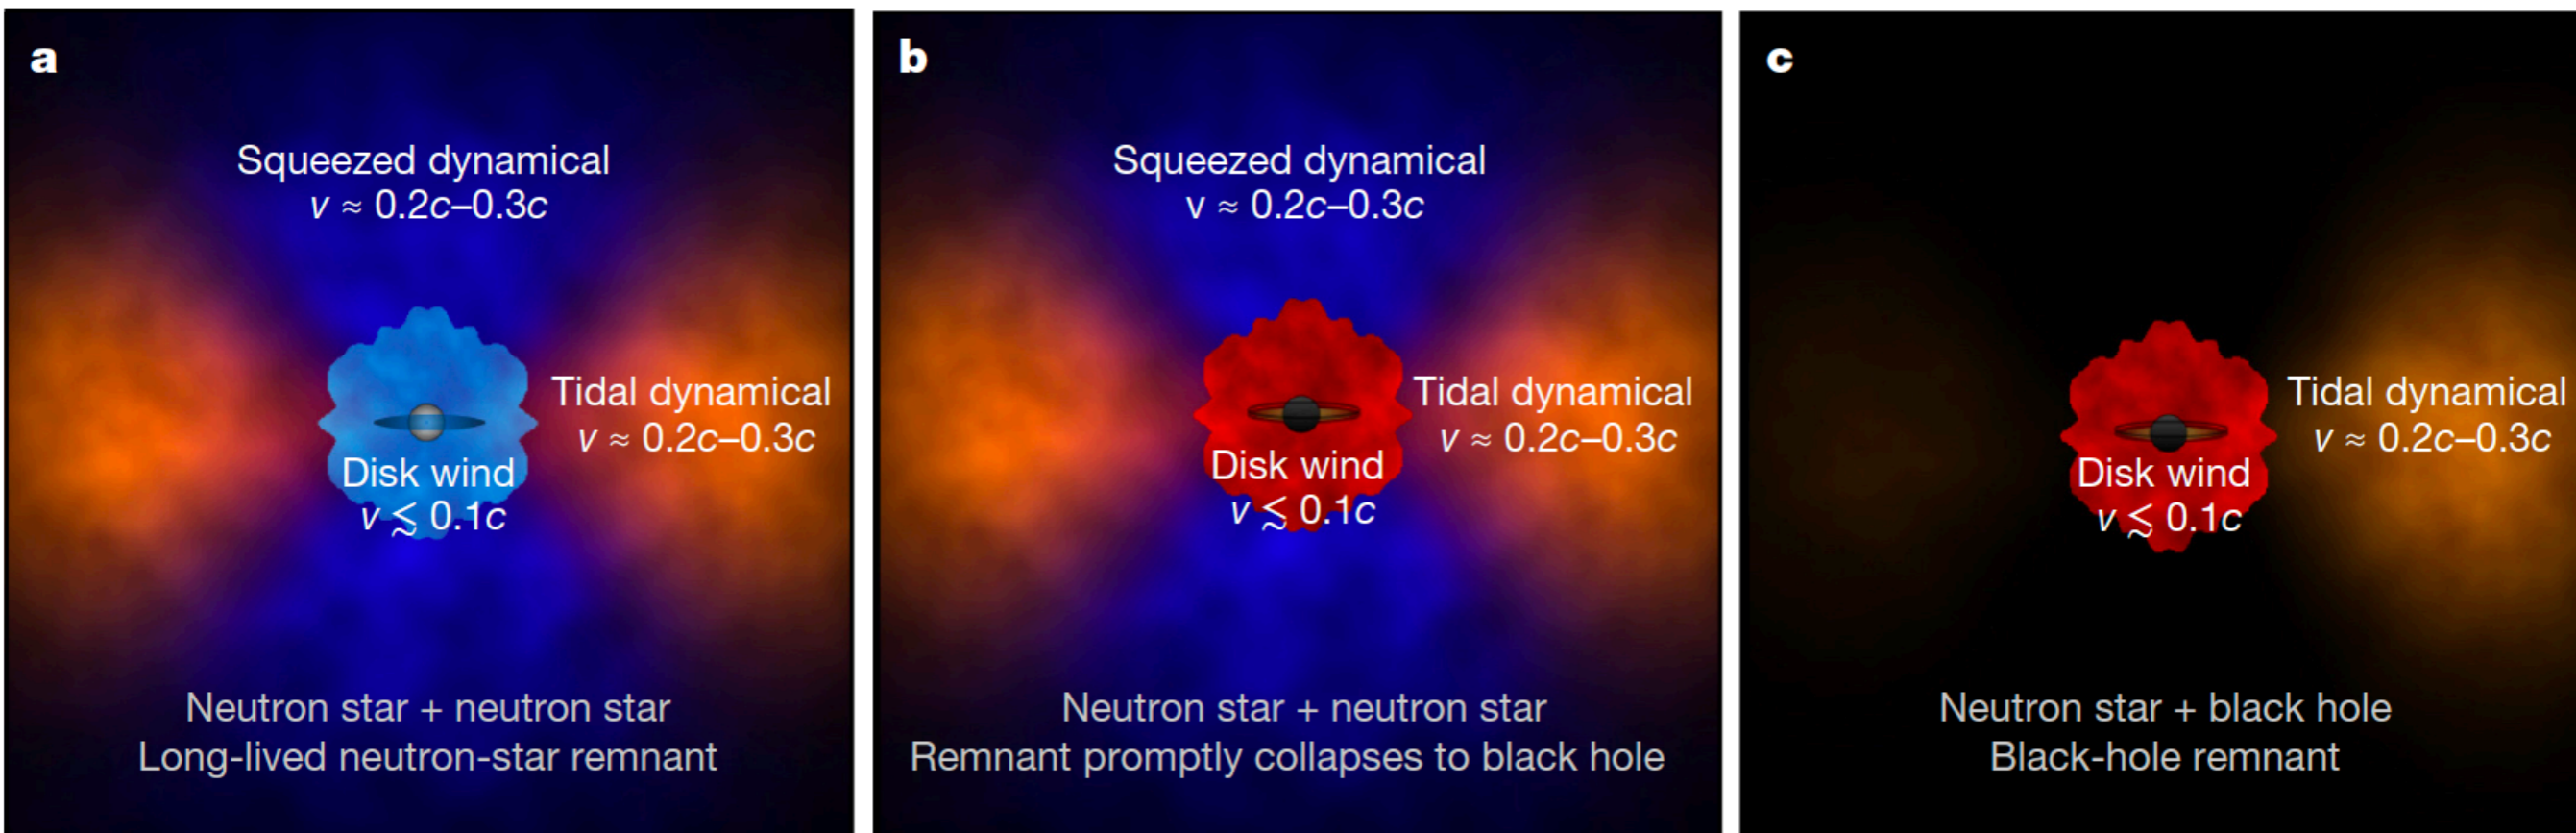 a
Squeezed dynamical
v ≈ 0.2c–0.3c
Tidal dynamical
v ≈ 0.2c–0.3c
Disk wind
v ≲ 0.1c
Neutron star + neutron star
Long-lived neutron-star remnant
b
Squeezed dynamical
v ≈ 0.2c–0.3c
Tidal dynamical
v ≈ 0.2c–0.3c
Disk wind
v ≲ 0.1c
Neutron star + neutron star
Remnant promptly collapses to black hole
c
Tidal dynamical
v ≈ 0.2c–0.3c
Disk wind
v ≲ 0.1c
Neutron star + black hole
Black-hole remnant